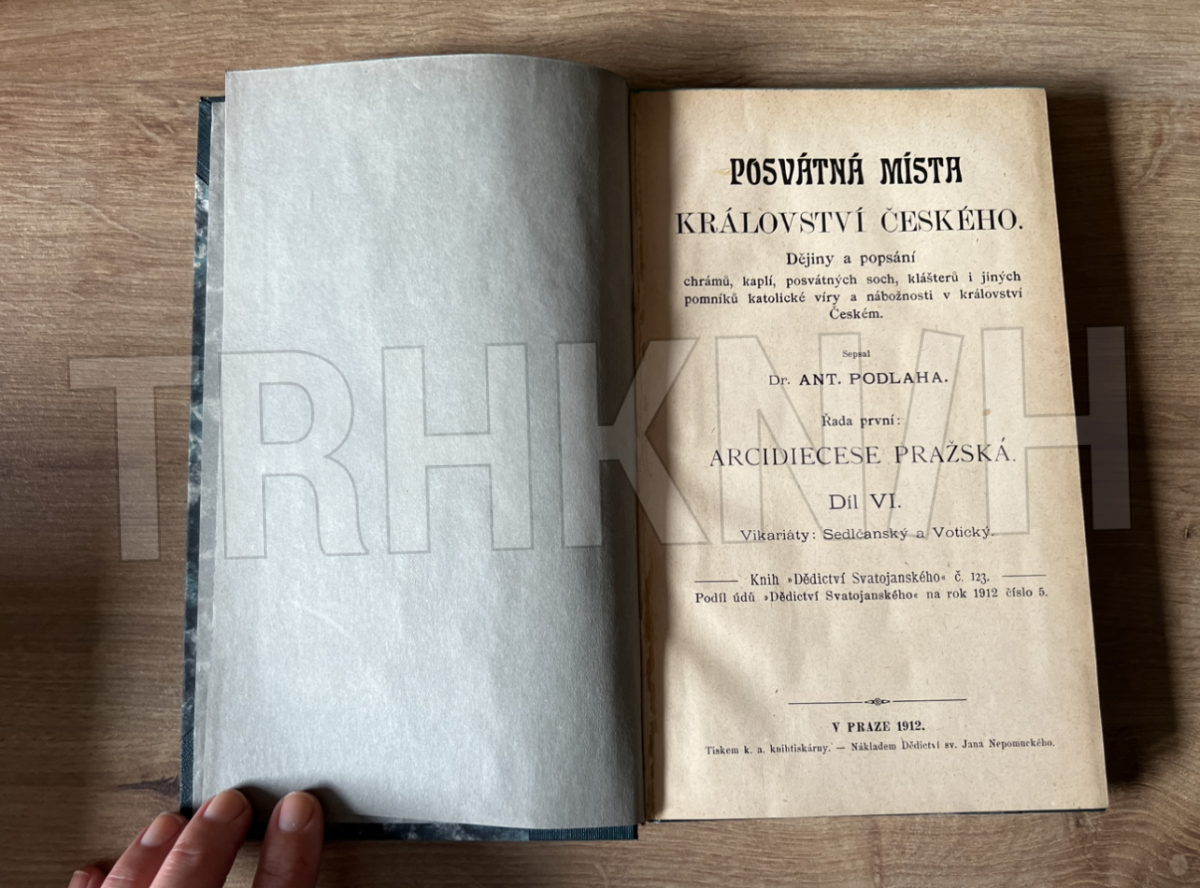 POSVÁTNÁ MÍSTA
KRÁLOVSTVÍ ČESKÉHO.
Dějiny a popsání
chrámů, kaplí, posvátných soch, klášterů i jiných
pomníků katolické víry a nábožnosti v království
Českém.
Sepsal
Dr. ANT. PODLAHA.
Řada první:
ARCIDIECESE PRAŽSKÁ.
Díl VI.
Vikariáty: Sedlčanský a Votický.
Knih »Dědictví Svatojanského« č. 123.
Podíl údů »Dědictví Svatojanského« na rok 1912 číslo 5.
V PRAZE 1912.
Tiskem k. a. knihtiskárny. — Nákladem Dědictví sv. Jana Nepomuckého.
TRHKNIH